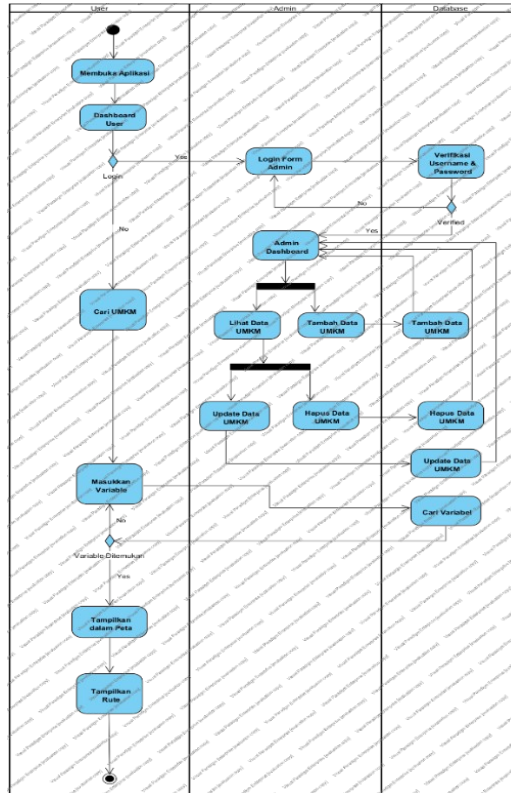 User
Admin
Database
Membuka Aplikasi
Dashboard
User
Login
Yes
Login Form
Admin
Verifikasi
Username &
Password
No
Verified
Yes
No
Admin
Dashboard
Cari UMKM
Lihat Data
UMKM
Tambah Data
UMKM
Tambah Data
UMKM
Update Data
UMKM
Hapus Data
UMKM
Hapus Data
UMKM
Update Data
UMKM
Masukkan
Variable
Cari Variabel
No
Variable Ditemukan
Yes
Tampilkan
dalam Peta
Tampilkan
Rute